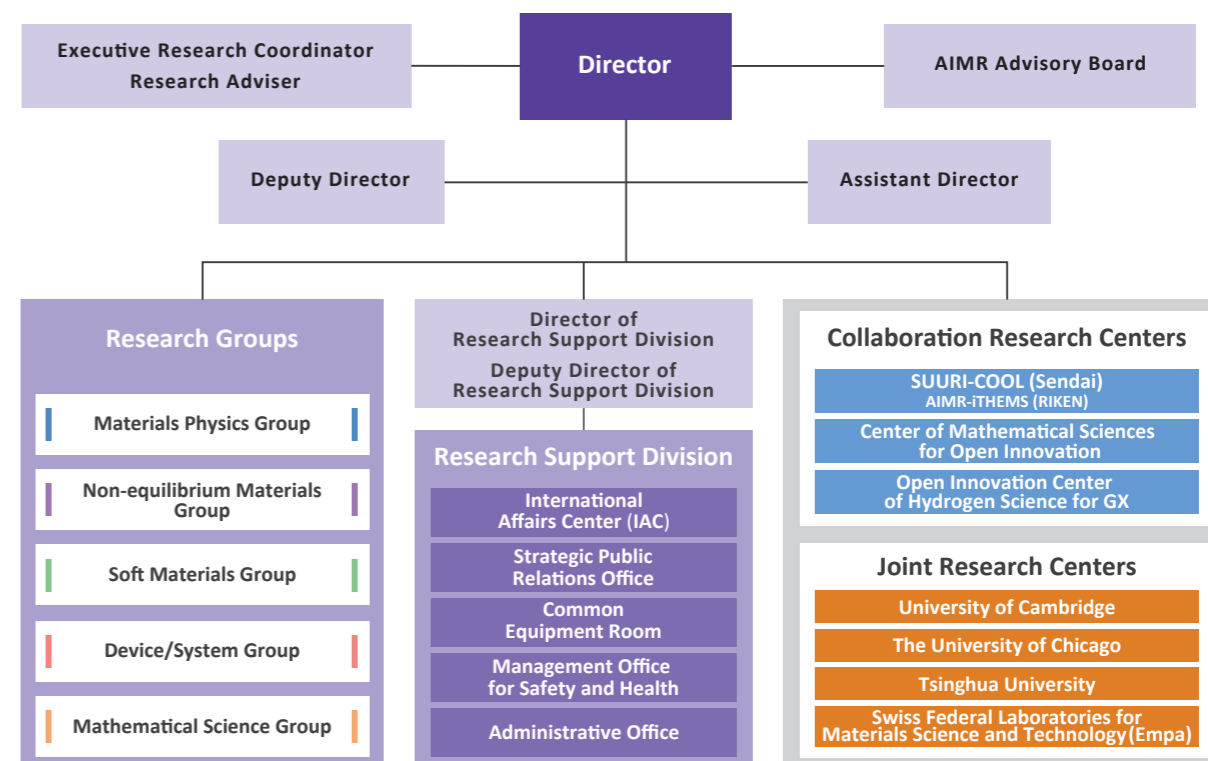 Executive Research Coordinator
Research Adviser
Director
AIMR Advisory Board
Deputy Director
Assistant Director
Research Groups
Materials Physics Group
Non-equilibrium Materials
Group
Soft Materials Group
Device/System Group
Mathematical Science Group
Director of
Research Support Division
Deputy Director of
Research Support Division
Research Support Division
International
Affairs Center (IAC)
Strategic Public
Relations Office
Common
Equipment Room
Management Office
for Safety and Health
Administrative Office
Collaboration Research Centers
SUURI-COOL (Sendai)
AIMR-iTHEMS (RIKEN)
Center of Mathematical Sciences
for Open Innovation
Open Innovation Center
of Hydrogen Science for GX
Joint Research Centers
University of Cambridge
The University of Chicago
Tsinghua University
Swiss Federal Laboratories for
Materials Science and Technology (Empa)